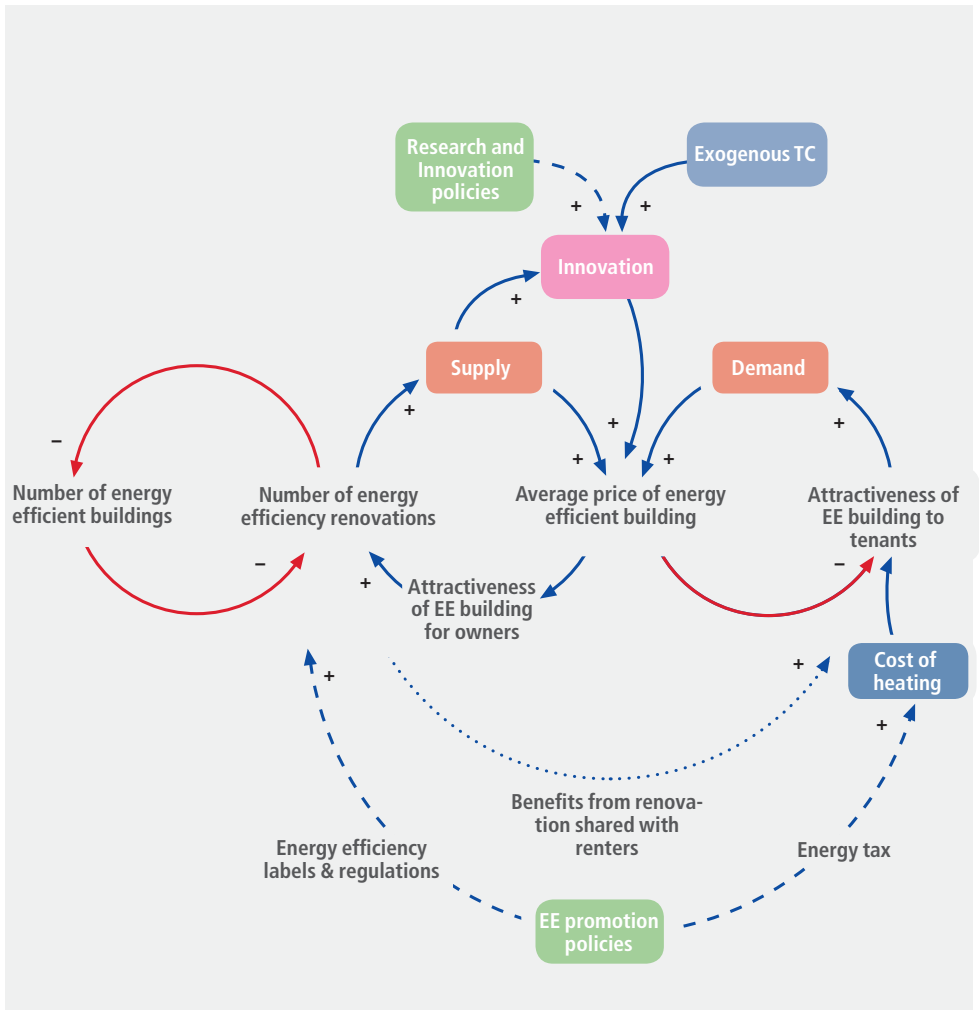 Research and
Innovation
policies
Exogenous TC
+
+
Innovation
+
Supply
Demand
+
+
+
+
+
–
Number of energy
efficient buildings
Number of energy
efficiency renovations
Average price of energy
efficient building
Attractiveness of
EE building to
tenants
–
–
+
Attractiveness
of EE building
for owners
Cost of
heating
+
+
+
Benefits from renova-
tion shared with
renters
Energy efficiency
labels & regulations
Energy tax
EE promotion
policies